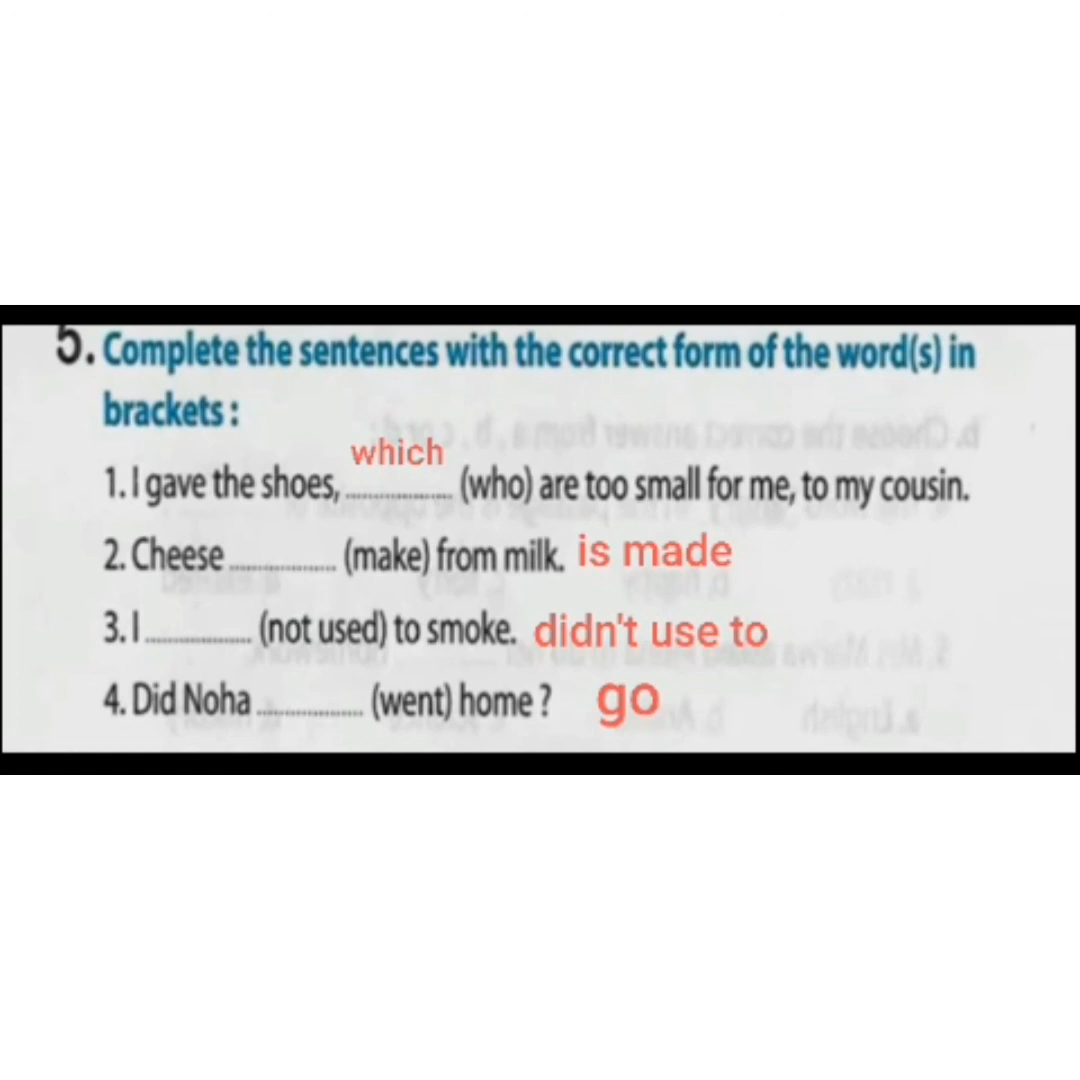 5. Complete the sentences with the correct form of the word(s) in
brackets :
which
1. I gave the shoes, .................. (who) are too small for me, to my cousin.
2. Cheese .................. (make) from milk. is made
3. I .................. (not used) to smoke. didn't use to
4. Did Noha .................. (went) home ? go